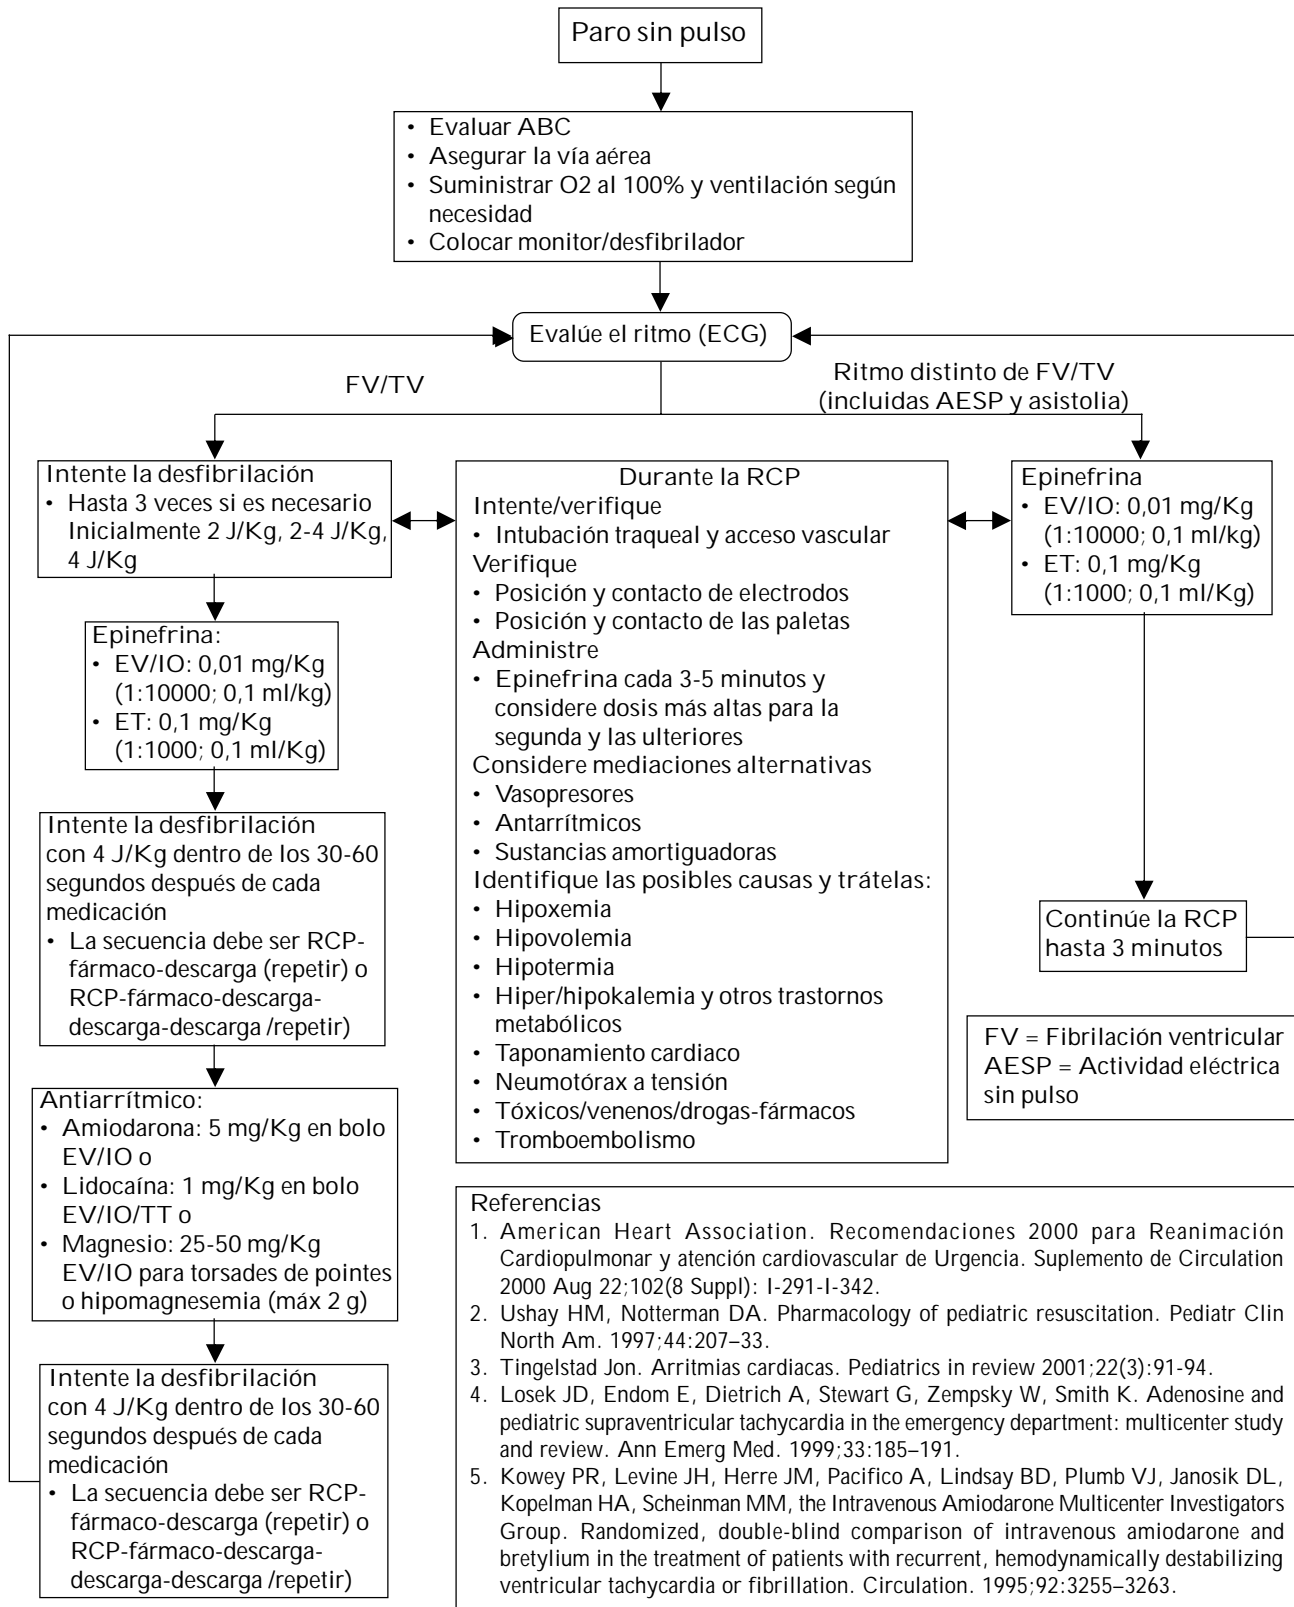 Paro sin pulso
• Evaluar ABC
• Asegurar la vía aérea
• Suministrar O2 al 100% y ventilación según
necesidad
• Colocar monitor/desfibrilador
Evalúe el ritmo (ECG)
FV/TV
Ritmo distinto de FV/TV
(incluidas AESP y asistolia)
Intente la desfibrilación
• Hasta 3 veces si es necesario
Inicialmente 2 J/Kg, 2-4 J/Kg,
4 J/Kg
Epinefrina:
• EV/IO: 0,01 mg/Kg
(1:10000; 0,1 ml/kg)
• ET: 0,1 mg/Kg
(1:1000; 0,1 ml/Kg)
Intente la desfibrilación
con 4 J/Kg dentro de los 30-60
segundos después de cada
medicación
• La secuencia debe ser RCP-
fármaco-descarga (repetir) o
RCP-fármaco-descarga-
descarga-descarga /repetir)
Antiarrítmico:
• Amiodarona: 5 mg/Kg en bolo
EV/IO o
• Lidocaína: 1 mg/Kg en bolo
EV/IO/TT o
• Magnesio: 25-50 mg/Kg
EV/IO para torsades de pointes
o hipomagnesemia (máx 2 g)
Intente la desfibrilación
con 4 J/Kg dentro de los 30-60
segundos después de cada
medicación
• La secuencia debe ser RCP-
fármaco-descarga (repetir) o
RCP-fármaco-descarga-
descarga-descarga /repetir)
Durante la RCP
Intente/verifique
• Intubación traqueal y acceso vascular
Verifique
• Posición y contacto de electrodos
• Posición y contacto de las paletas
Administre
• Epinefrina cada 3-5 minutos y
considere dosis más altas para la
segunda y las ulteriores
Considere mediaciones alternativas
• Vasopresores
• Antarrítmicos
• Sustancias amortiguadoras
Identifique las posibles causas y trátelas:
• Hipoxemia
• Hipovolemia
• Hipotermia
• Hiper/hipokalemia y otros trastornos
metabólicos
• Taponamiento cardiaco
• Neumotórax a tensión
• Tóxicos/venenos/drogas-fármacos
• Tromboembolismo
Epinefrina
• EV/IO: 0,01 mg/Kg
(1:10000; 0,1 ml/kg)
• ET: 0,1 mg/Kg
(1:1000; 0,1 ml/Kg)
Continúe la RCP
hasta 3 minutos
FV = Fibrilación ventricular
AESP = Actividad eléctrica
sin pulso
Referencias
1. American Heart Association. Recomendaciones 2000 para Reanimación
Cardiopulmonar y atención cardiovascular de Urgencia. Suplemento de Circulation
2000 Aug 22;102(8 Suppl): I-291-I-342.
2. Ushay HM, Notterman DA. Pharmacology of pediatric resuscitation. Pediatr Clin
North Am. 1997;44:207–33.
3. Tingelstad Jon. Arritmias cardiacas. Pediatrics in review 2001;22(3):91-94.
4. Losek JD, Endom E, Dietrich A, Stewart G, Zempsky W, Smith K. Adenosine and
pediatric supraventricular tachycardia in the emergency department: multicenter study
and review. Ann Emerg Med. 1999;33:185–191.
5. Kowey PR, Levine JH, Herre JM, Pacifico A, Lindsay BD, Plumb VJ, Janosik DL,
Kopelman HA, Scheinman MM, the Intravenous Amiodarone Multicenter Investigators
Group. Randomized, double-blind comparison of intravenous amiodarone and
bretylium in the treatment of patients with recurrent, hemodynamically destabilizing
ventricular tachycardia or fibrillation. Circulation. 1995;92:3255–3263.